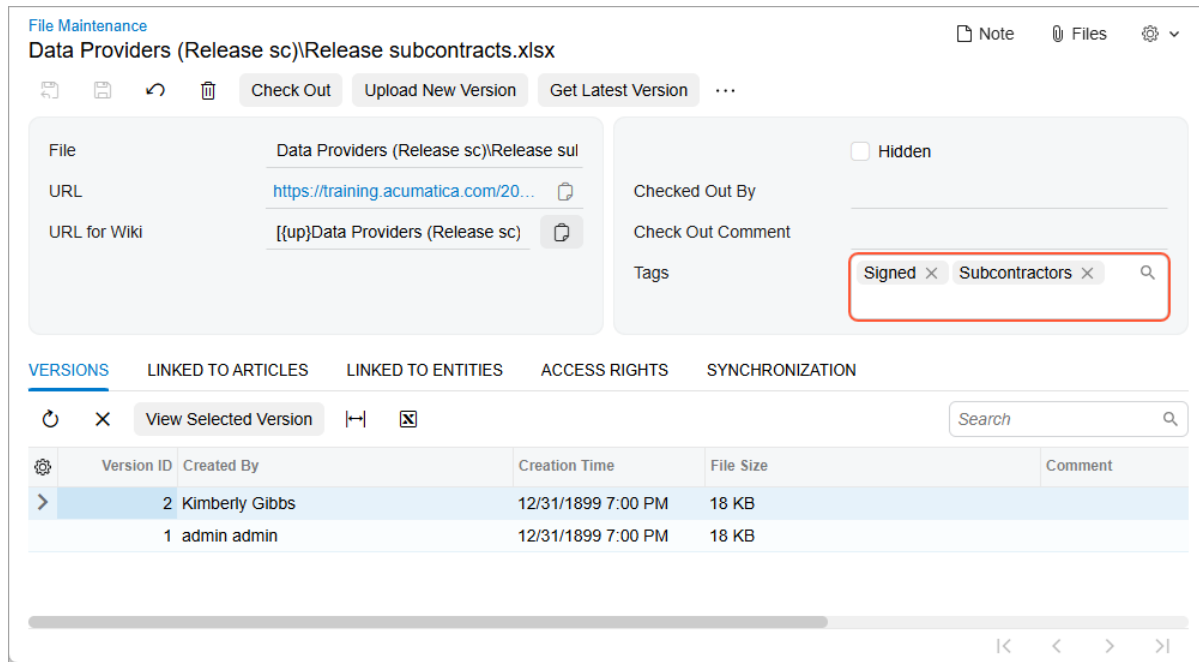 File Maintenance
Note Files
Data Providers (Release sc)\Release subcontracts.xlsx
Check Out Upload New Version Get Latest Version ...
File Data Providers (Release sc)\Release sul
Hidden
URL https://training.acumatica.com/20...
Checked Out By
URL for Wiki [{up}Data Providers (Release sc)
Check Out Comment
Tags Signed × Subcontractors ×
VERSIONS LINKED TO ARTICLES LINKED TO ENTITIES ACCESS RIGHTS SYNCHRONIZATION
View Selected Version Search
Version ID Created By Creation Time File Size Comment
2 Kimberly Gibbs 12/31/1899 7:00 PM 18 KB
1 admin admin 12/31/1899 7:00 PM 18 KB